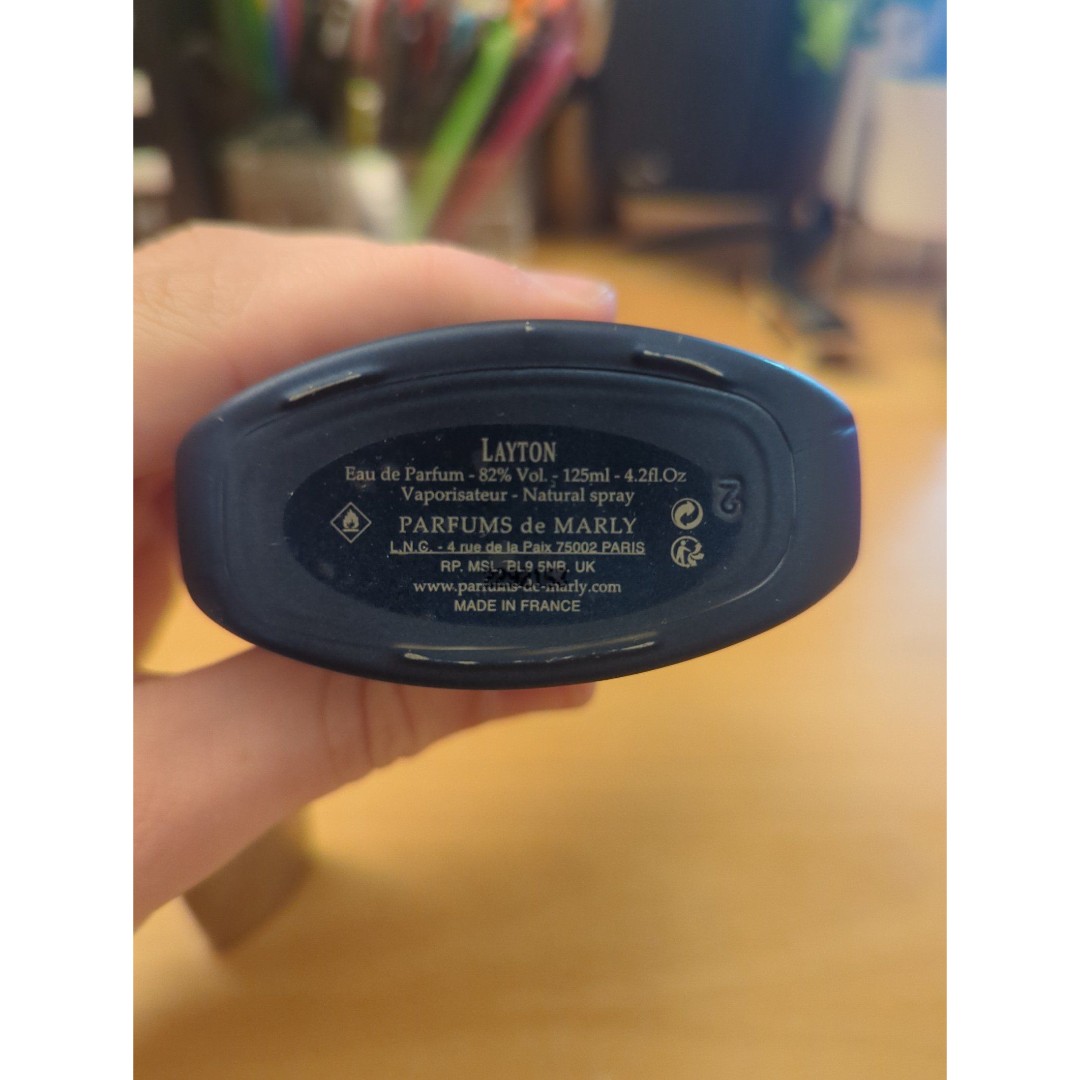 LAYTON
Eau de Parfum - 82% Vol. - 125ml - 4.2fl.Oz
Vaporisateur - Natural spray
PARFUMS de MARLY
L.N.G. - 4 rue de la Paix 75002 PARIS
RP. MSL, BL9 5NB, UK
www.parfums-de-marly.com
MADE IN FRANCE
2